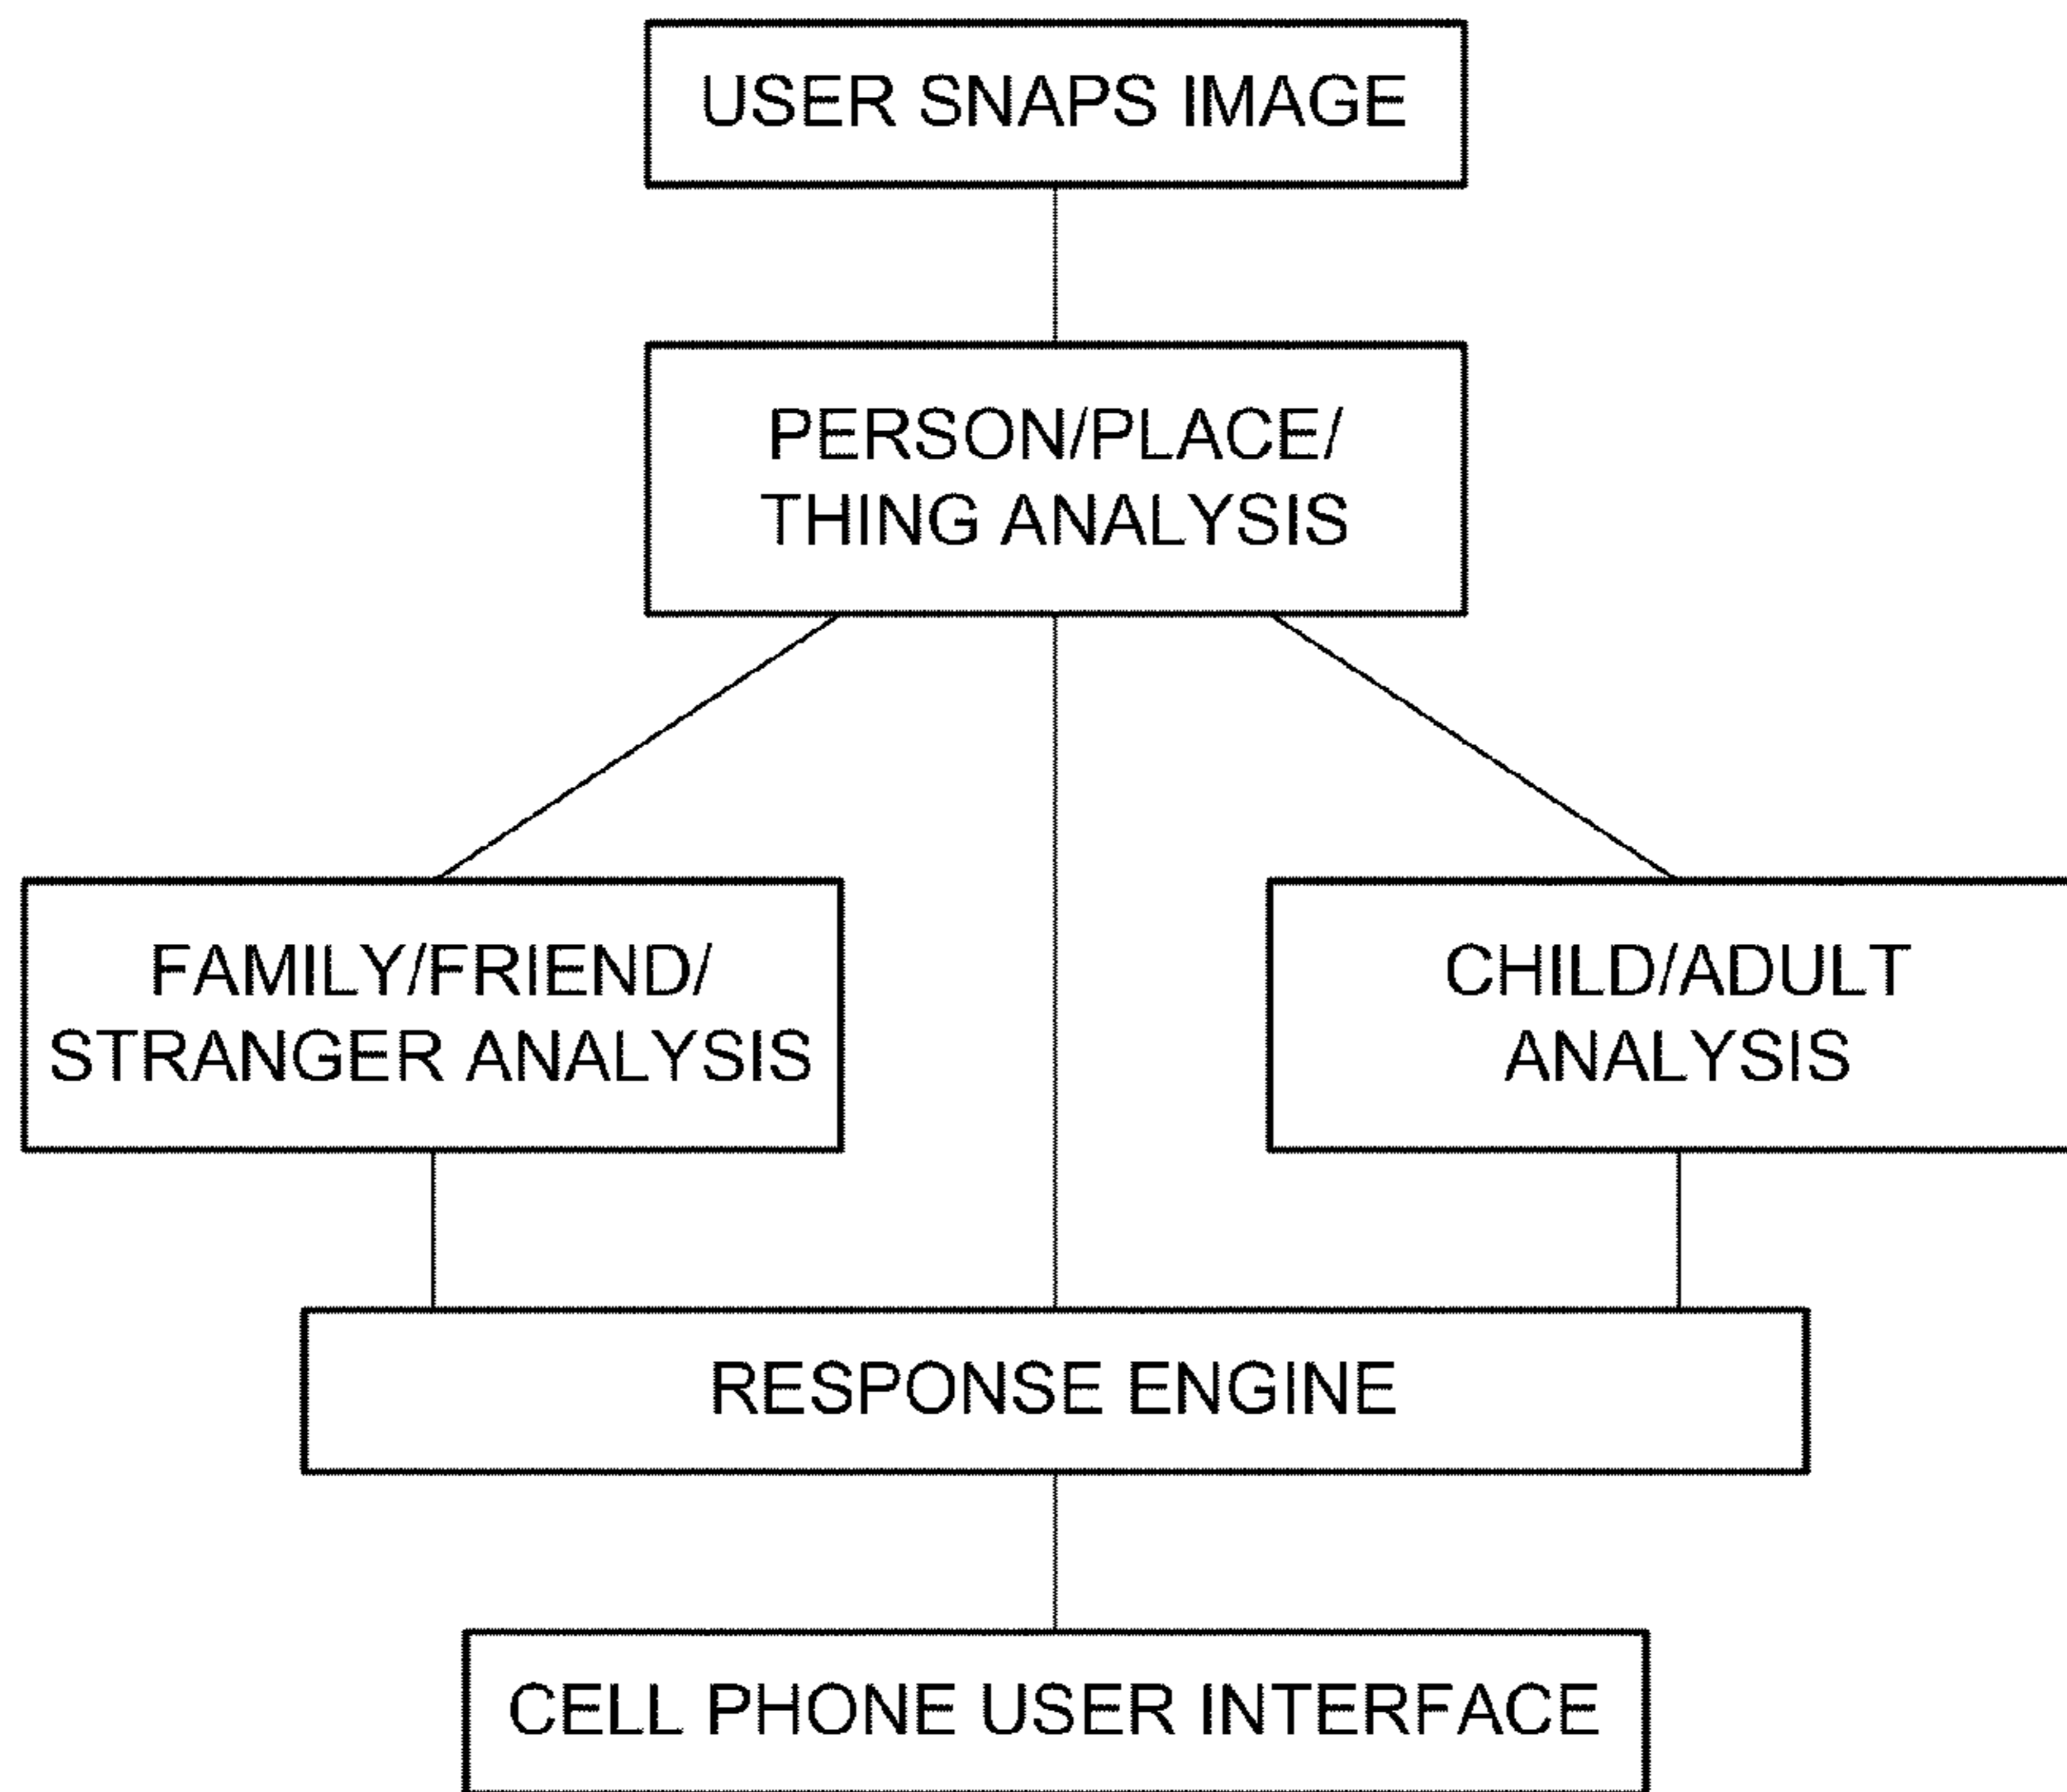 USER SNAPS IMAGE
PERSON/PLACE/
THING ANALYSIS
FAMILY/FRIEND/
STRANGER ANALYSIS
CHILD/ADULT
ANALYSIS
RESPONSE ENGINE
CELL PHONE USER INTERFACE